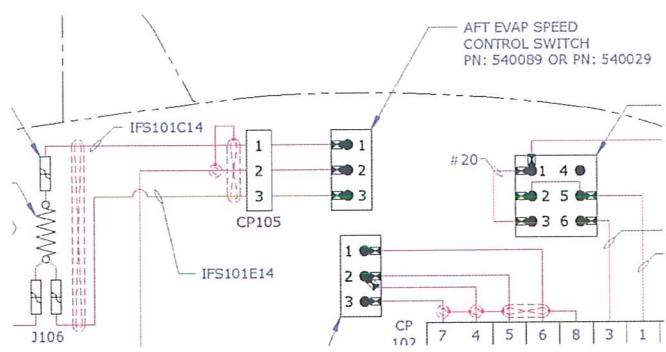 AFT EVAP SPEED
CONTROL SWITCH
PN: 540089 OR PN: 540029
IFS101C14
1
2
3
CP105
1
2
3
#20
1 4
2 5
3 6
IFS101E14
1
2
3
J106
CP
102
7 4 5 6 8 3 1